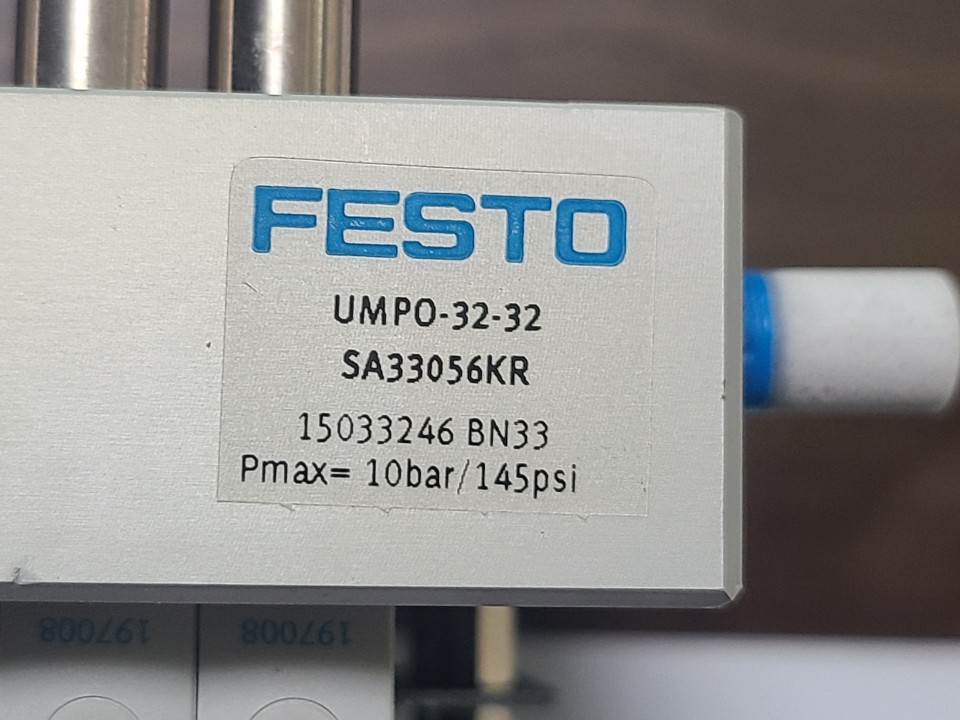 FESTO
UMPO-32-32
SA33056KR
15033246 BN33
Pmax= 10bar/145psi
197008
197008